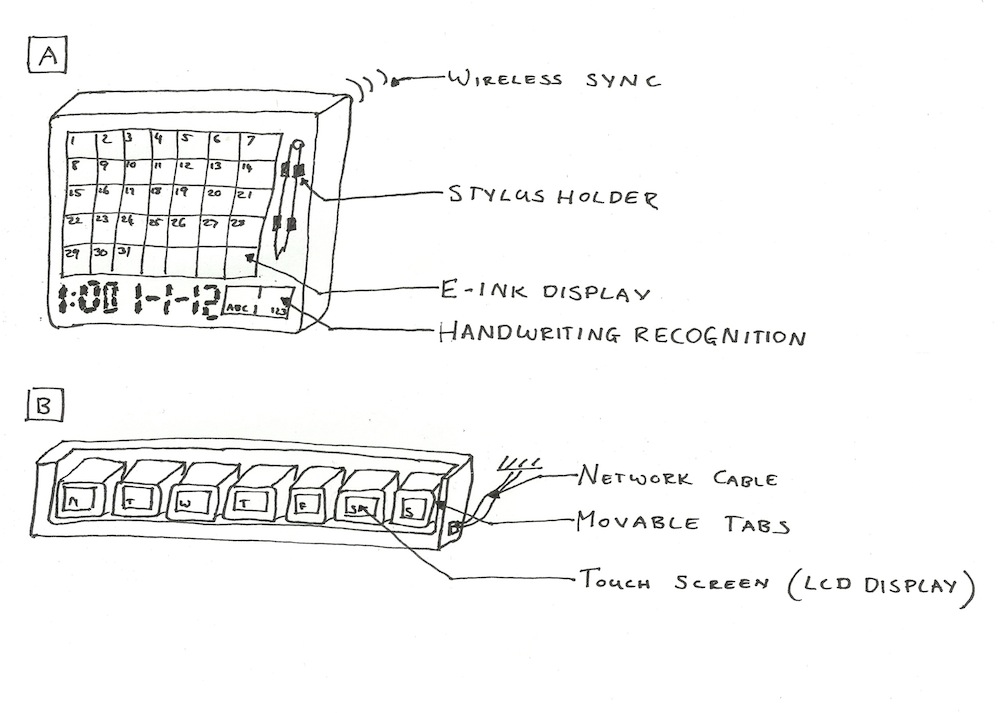 A
WIRELESS SYNC
1 2 3 4 5 6 7
8 9 10 11 12 13 14
15 16 17 18 19 20 21
22 23 24 25 26 27 28
29 30 31
STYLUS HOLDER
E-INK DISPLAY
1:00 1-1-12 ABC 123
HANDWRITING RECOGNITION
B
M T W T F S S
NETWORK CABLE
MOVABLE TABS
TOUCH SCREEN (LCD DISPLAY)